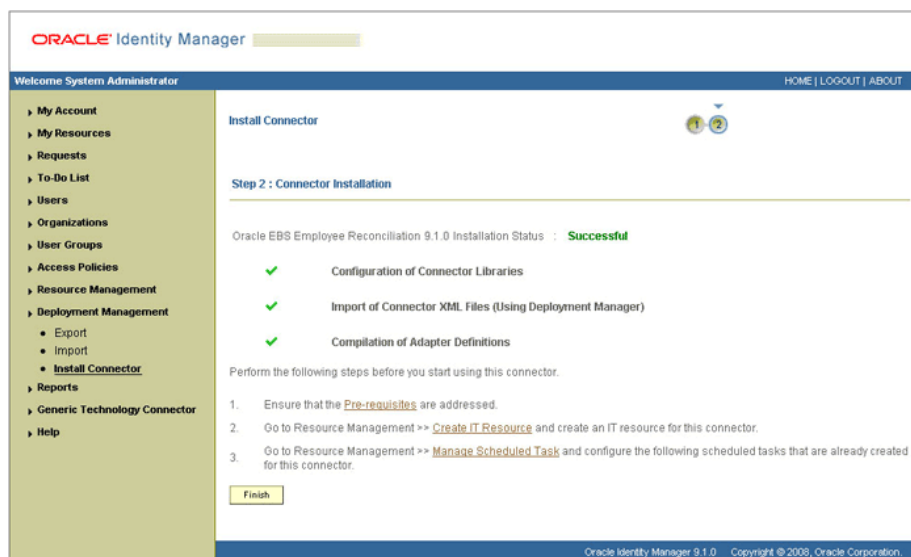 ORACLE Identity Manager
Welcome System Administrator
HOME | LOGOUT | ABOUT
My Account
My Resources
Requests
To-Do List
Users
Organizations
User Groups
Access Policies
Resource Management
Deployment Management
Export
Import
Install Connector
Reports
Generic Technology Connector
Help
Install Connector
1 2
Step 2 : Connector Installation
Oracle EBS Employee Reconciliation 9.1.0 Installation Status : Successful
Configuration of Connector Libraries
Import of Connector XML Files (Using Deployment Manager)
Compilation of Adapter Definitions
Perform the following steps before you start using this connector.
1. Ensure that the Pre-requisites are addressed.
2. Go to Resource Management >> Create IT Resource and create an IT resource for this connector.
3. Go to Resource Management >> Manage Scheduled Task and configure the following scheduled tasks that are already created
for this connector.
Finish
Oracle Identity Manager 9.1.0 Copyright © 2008, Oracle Corporation.